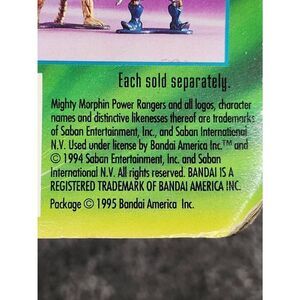 Each sold separately.
Mighty Morphin Power Rangers and all logos, character
names and distinctive likenesses thereof are trademarks
of Saban Entertainment, Inc, and Saban International
N.V. Used under license by Bandai America Inc.™ and
© 1994 Saban Entertainment, Inc. and Saban
International N.V. All rights reserved. BANDAI IS A
REGISTERED TRADEMARK OF BANDAI AMERICA INC.
Package © 1995 Bandai America Inc.